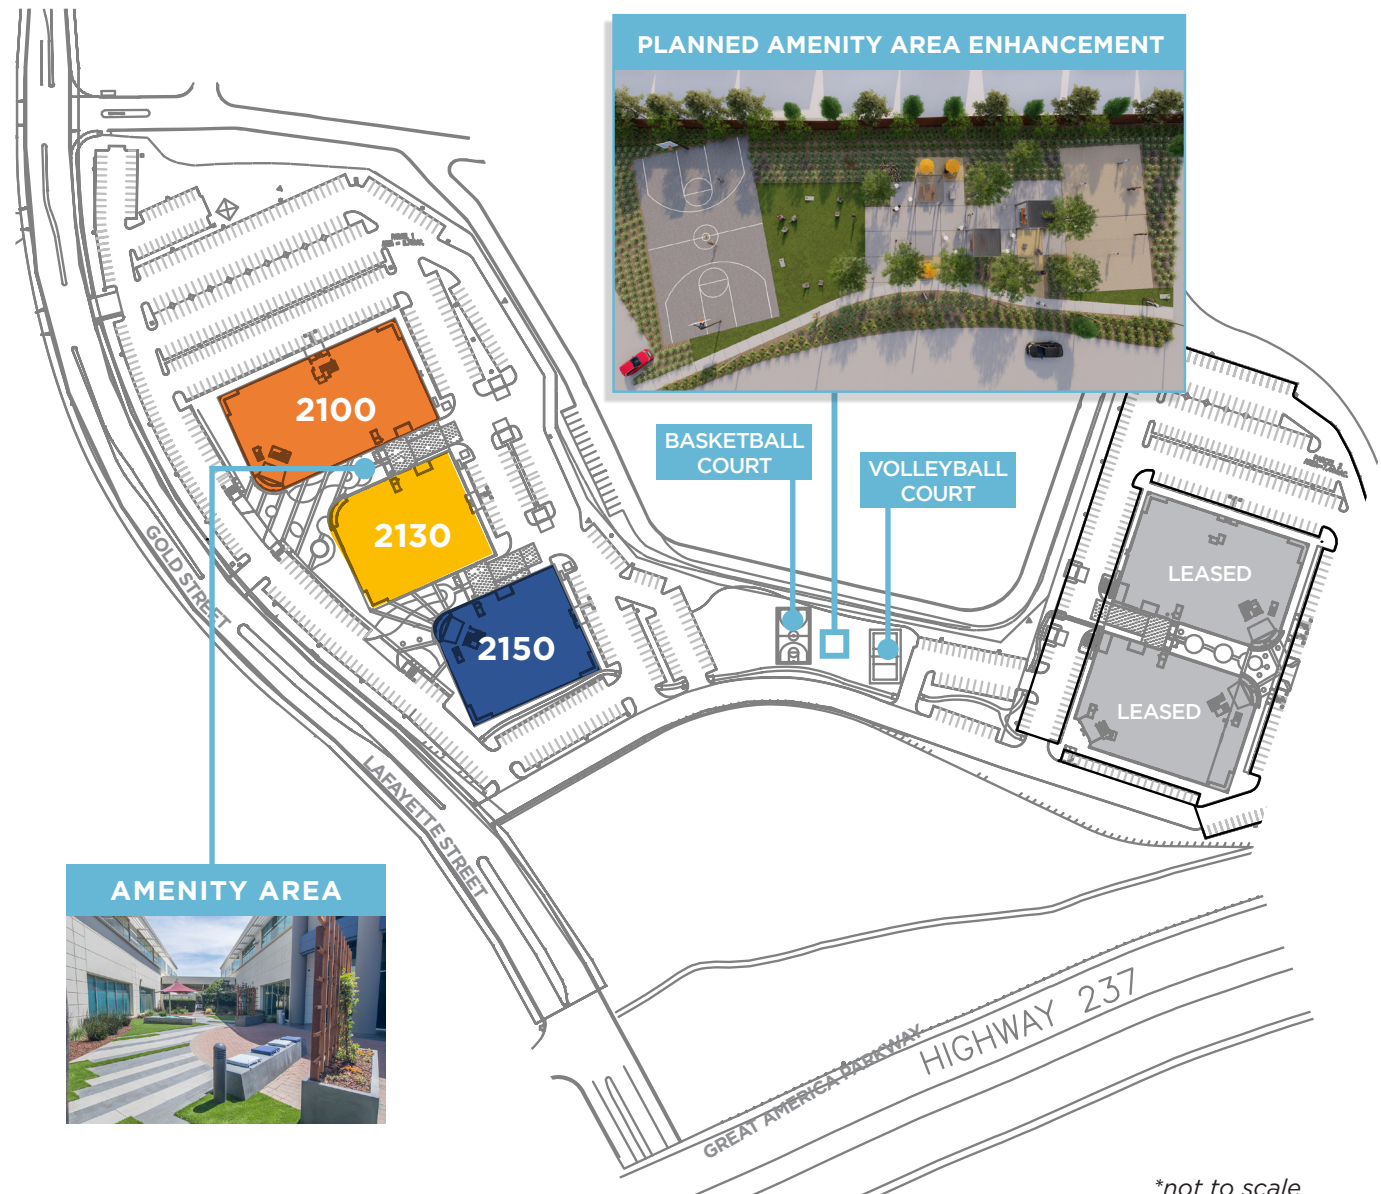 PLANNED AMENITY AREA ENHANCEMENT
2100
BASKETBALL
COURT
VOLLEYBALL
COURT
2130
GOLD STREET
LEASED
2150
LEASED
LAFAYETTE STREET
AMENITY AREA
HIGHWAY 237
GREAT AMERICA PARKWAY
*not to scale